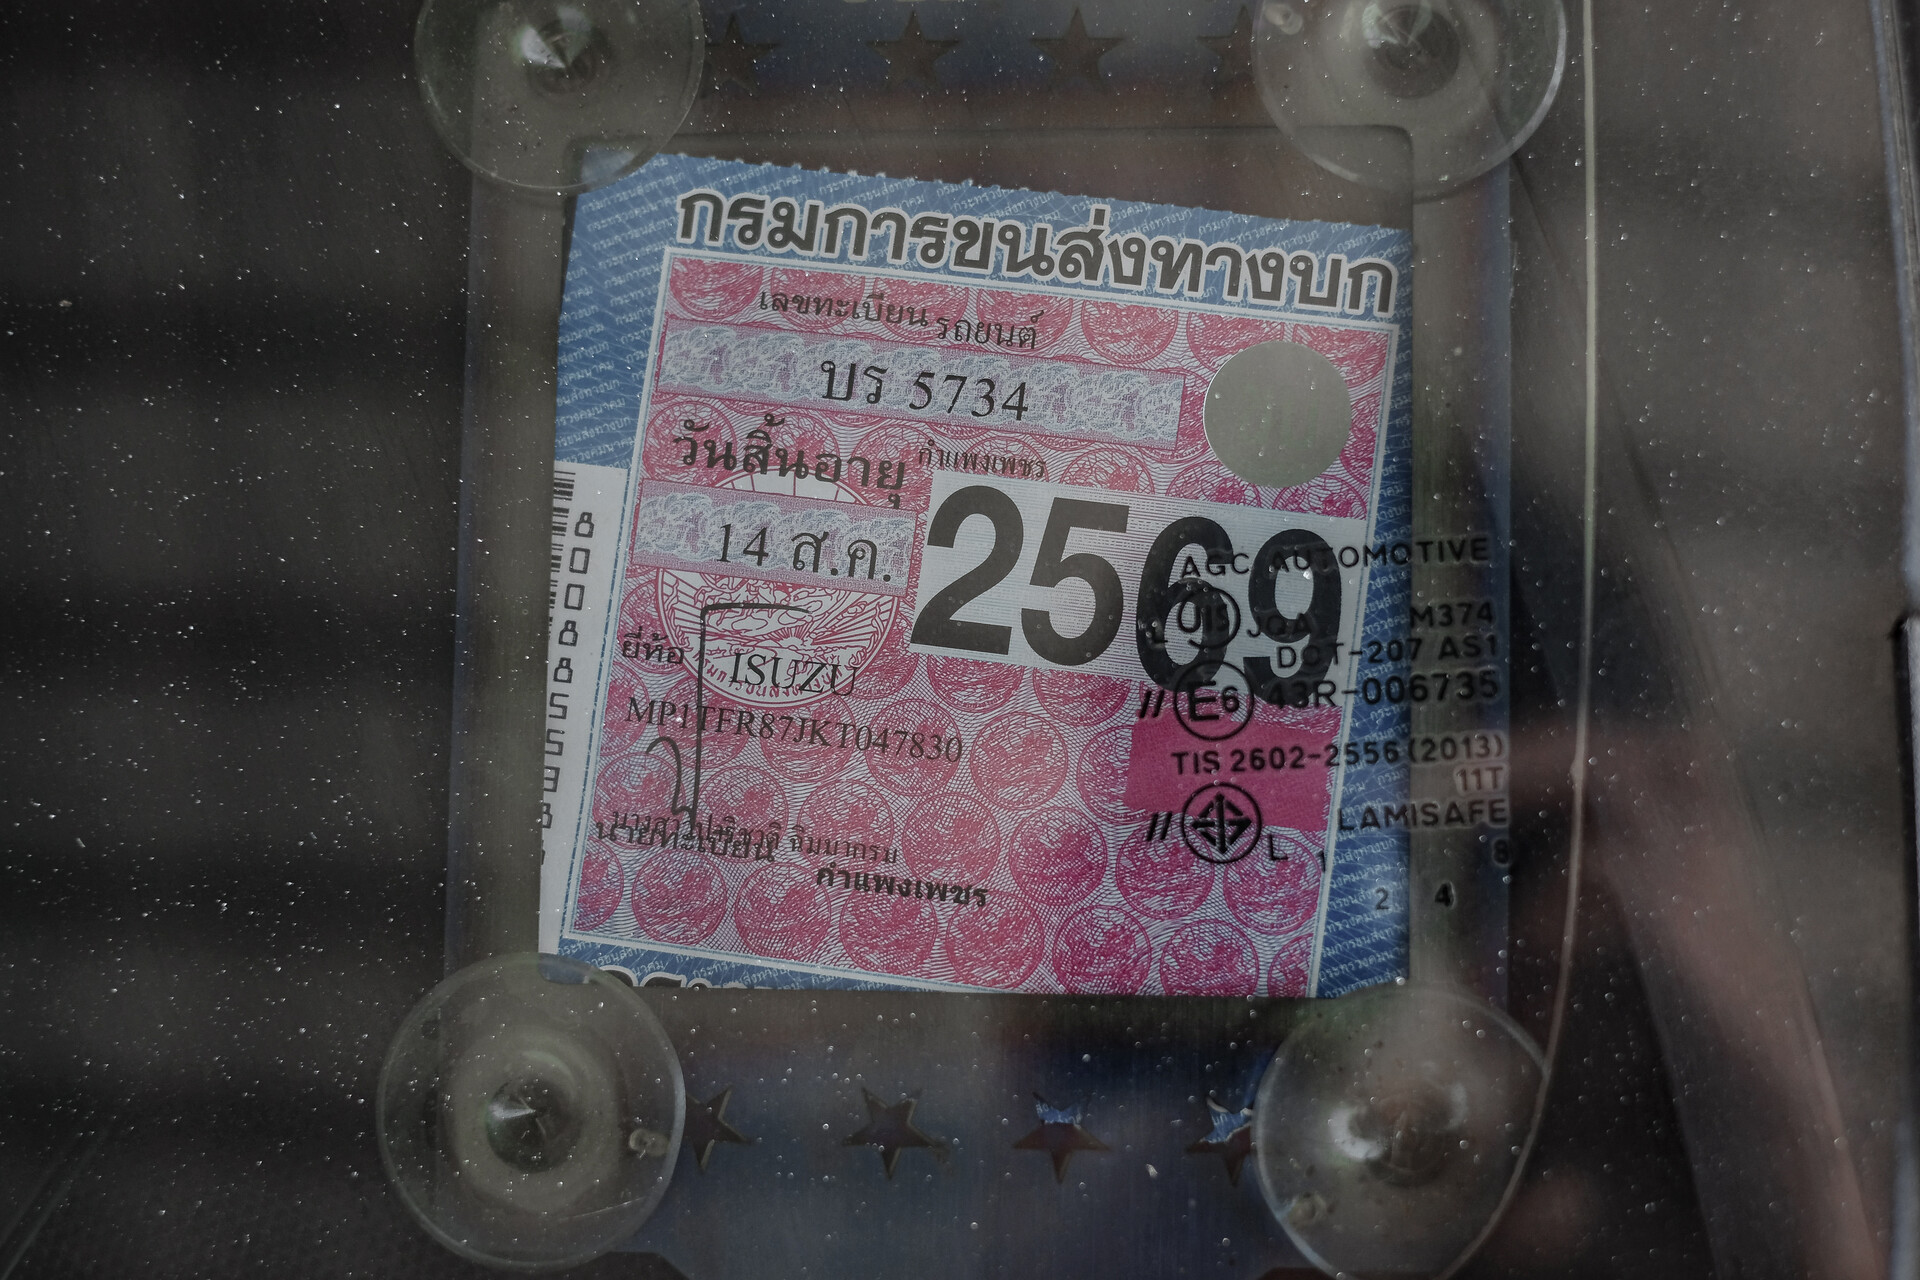 กรมการขนส่งทางบก
เลขทะเบียน รถยนต์
บร 5734
วันสิ้นอายุ กำแพงเพชร
14 ส.ค. 2569
ยี่ห้อ ISUZU
MP1TFR87JKT047830
นายทะเบียน
กำแพงเพชร
AGC AUTOMOTIVE
M374
DOT-207 AS1
E6 43R-006735
TIS 2602-2556 (2013)
11T
LAMISAFE
L 1 8
2 4